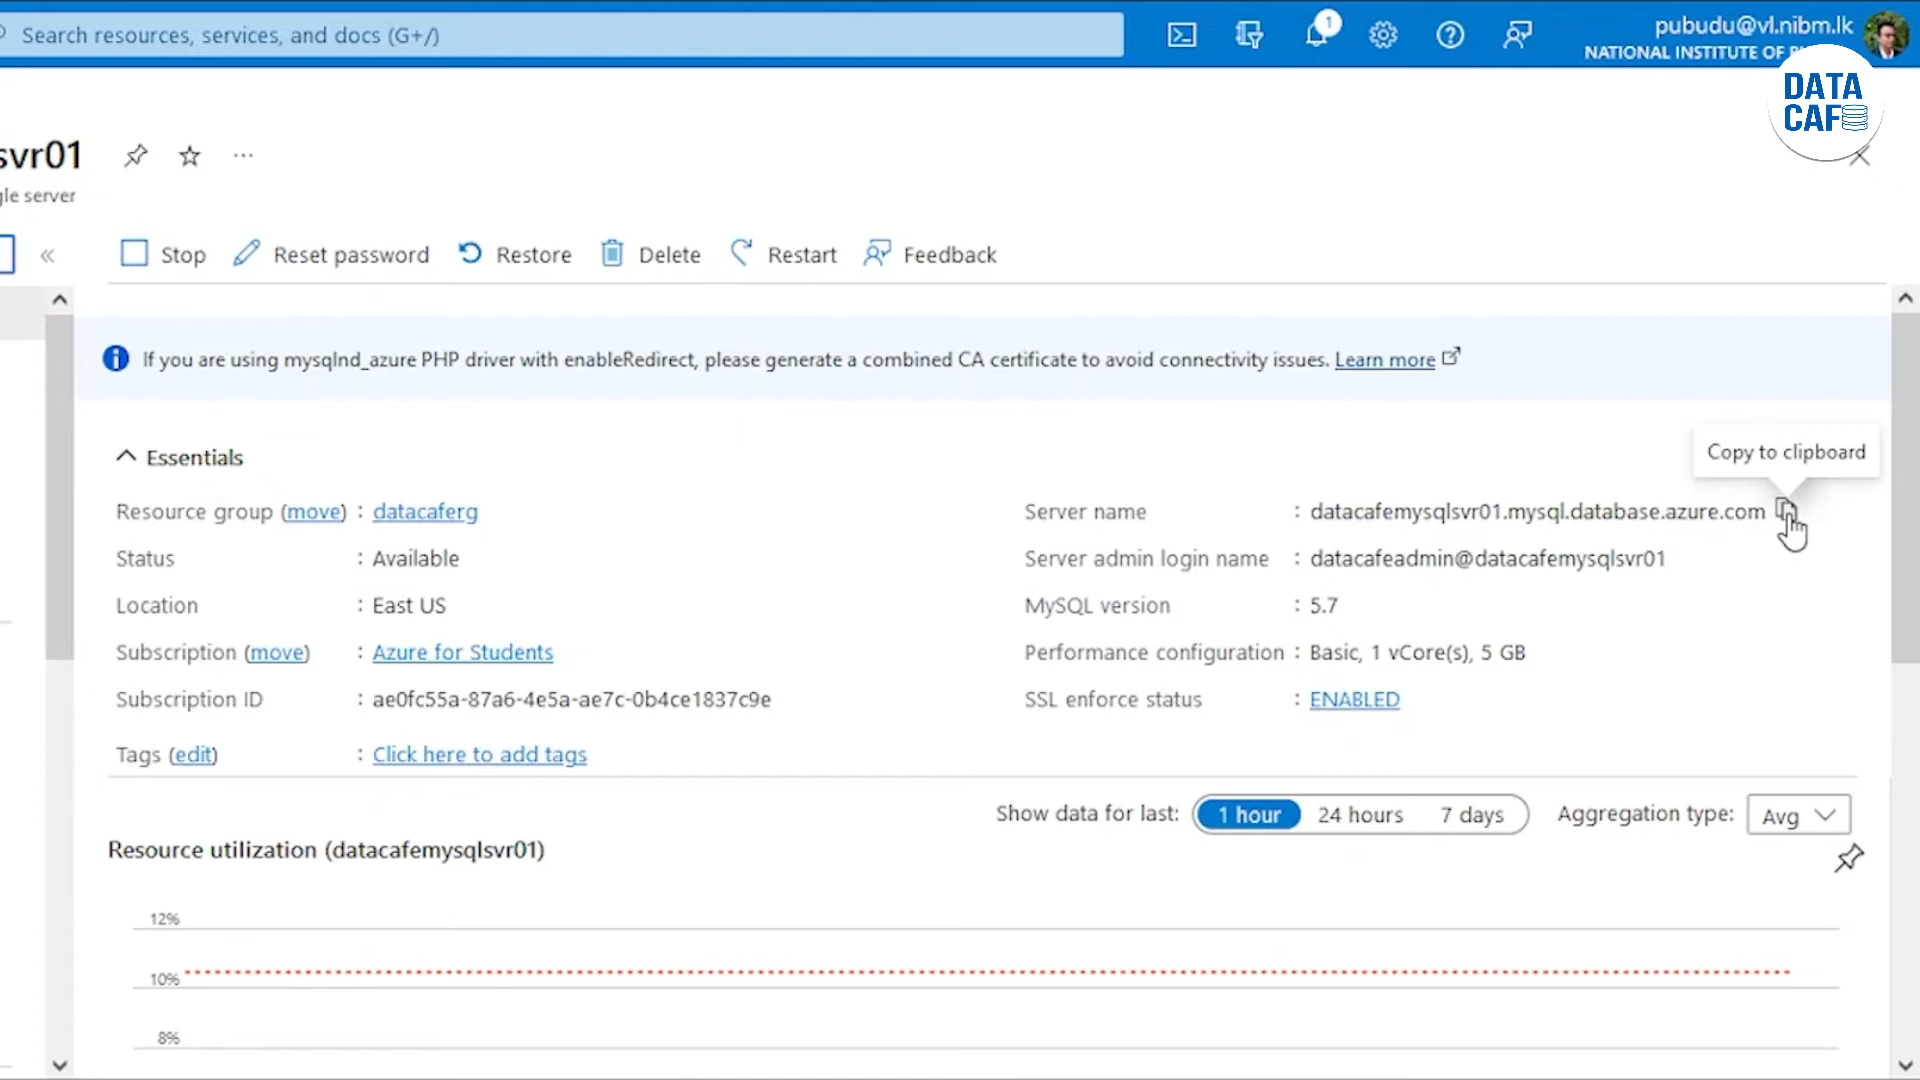 Search resources, services, and docs (G+/)
1
pubudu@vl.nibm.lk
NATIONAL INSTITUTE OF
DATA
CAFE
svr01
gle server
Stop
Reset password
Restore
Delete
Restart
Feedback
If you are using mysqlnd_azure PHP driver with enableRedirect, please generate a combined CA certificate to avoid connectivity issues. Learn more
Copy to clipboard
Essentials
Resource group (move) : datacaferg
Server name : datacafemysqlsvr01.mysql.database.azure.com
Status : Available
Server admin login name : datacafeadmin@datacafemysqlsvr01
Location : East US
MySQL version : 5.7
Subscription (move) : Azure for Students
Performance configuration : Basic, 1 vCore(s), 5 GB
Subscription ID : ae0fc55a-87a6-4e5a-ae7c-0b4ce1837c9e
SSL enforce status : ENABLED
Tags (edit) : Click here to add tags
Show data for last: 1 hour 24 hours 7 days Aggregation type: Avg
Resource utilization (datacafemysqlsvr01)
12%
10%
8%